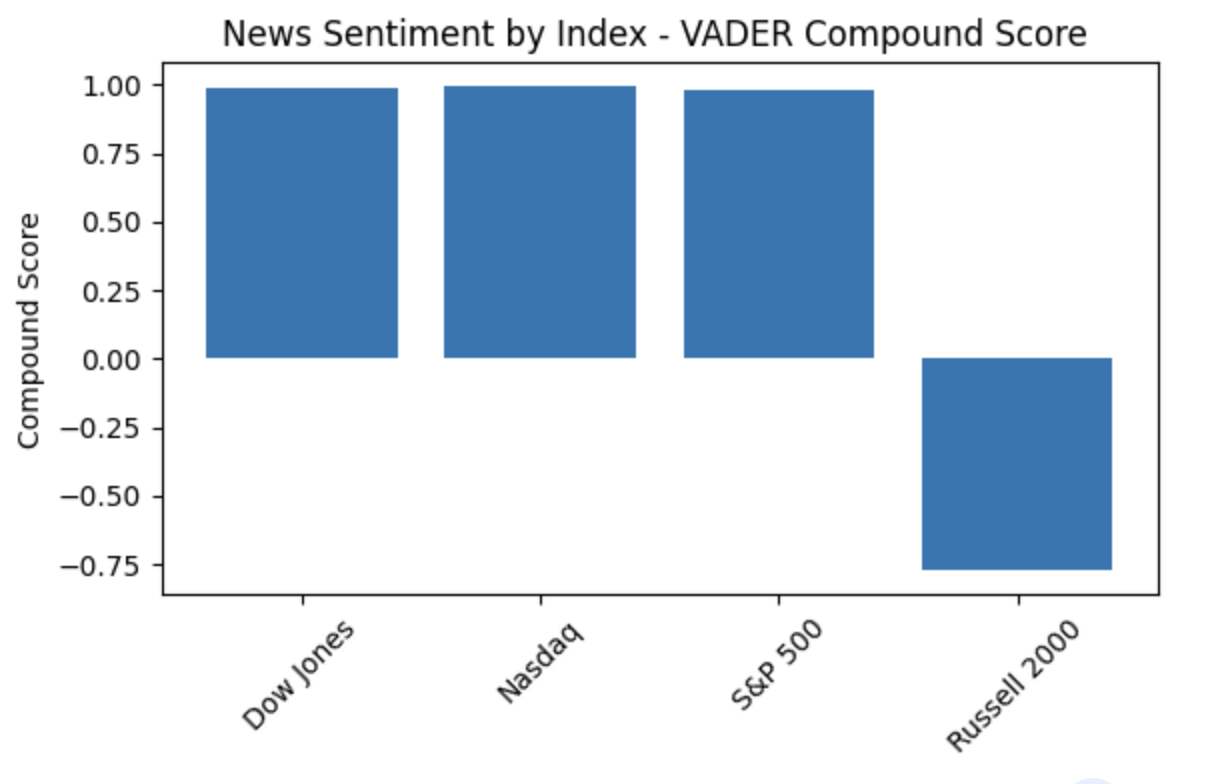 News Sentiment by Index - VADER Compound Score
Compound Score
1.00
0.75
0.50
0.25
0.00
−0.25
−0.50
−0.75
Dow Jones
Nasdaq
S&P 500
Russell 2000